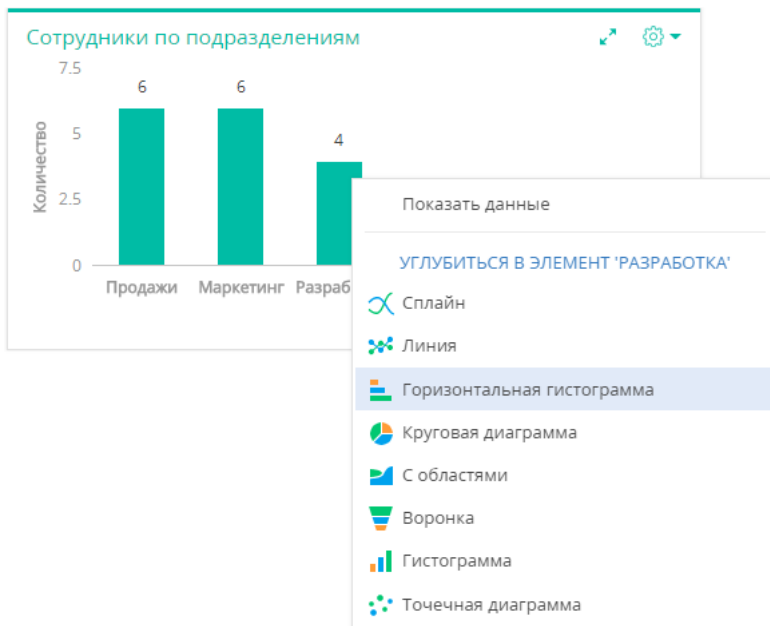 Сотрудники по подразделениям
7.5
6
6
5
4
Количество
2.5
0
Продажи
Маркетинг
Разраб
Показать данные
УГЛУБИТЬСЯ В ЭЛЕМЕНТ 'РАЗРАБОТКА'
Сплайн
Линия
Горизонтальная гистограмма
Круговая диаграмма
С областями
Воронка
Гистограмма
Точечная диаграмма